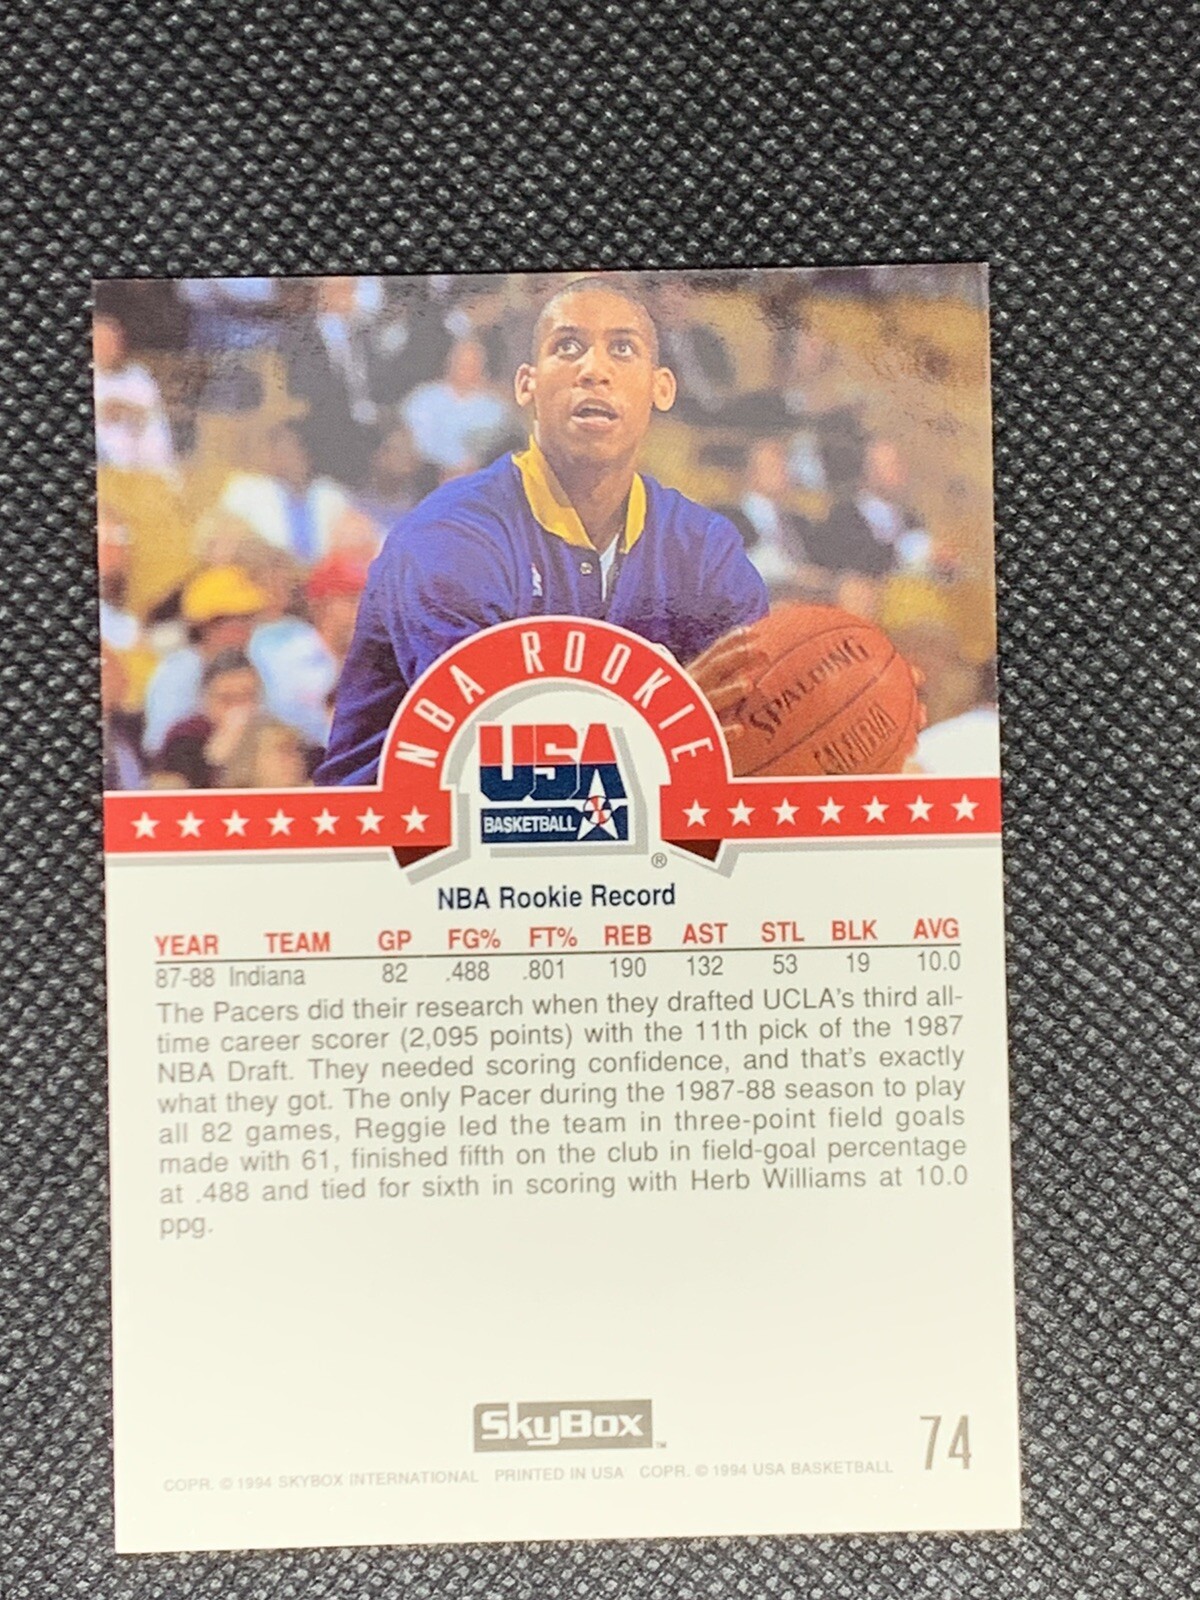 SPALDING
NBA ROOKIE
USA
BASKETBALL
®
NBA Rookie Record
YEAR TEAM GP FG% FT% REB AST STL BLK AVG
87-88 Indiana 82 .488 .801 190 132 53 19 10.0
The Pacers did their research when they drafted UCLA's third all-
time career scorer (2,095 points) with the 11th pick of the 1987
NBA Draft. They needed scoring confidence, and that's exactly
what they got. The only Pacer during the 1987-88 season to play
all 82 games, Reggie led the team in three-point field goals
made with 61, finished fifth on the club in field-goal percentage
at .488 and tied for sixth in scoring with Herb Williams at 10.0
ppg.
SkyBox
™
74
COPR. © 1994 SKYBOX INTERNATIONAL PRINTED IN USA COPR. © 1994 USA BASKETBALL